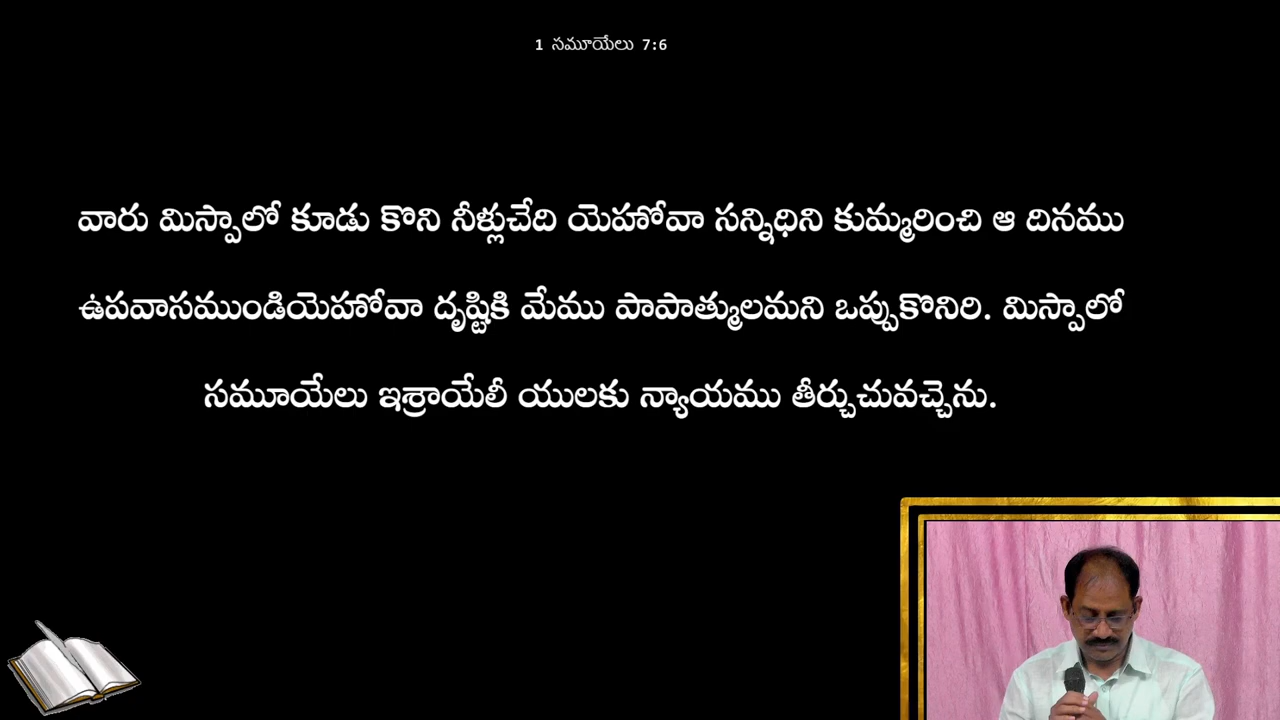 1 సమూయేలు 7:6
వారు మిస్పాలో కూడు కొని నీళ్లుచేది యెహోవా సన్నిధిని కుమ్మరించి ఆ దినము
ఉపవాసముండియెహోవా దృష్టికి మేము పాపాత్ములమని ఒప్పుకొనిరి. మిస్పాలో
సమూయేలు ఇశ్రాయేలీ యులకు న్యాయము తీర్చుచువచ్చెను.